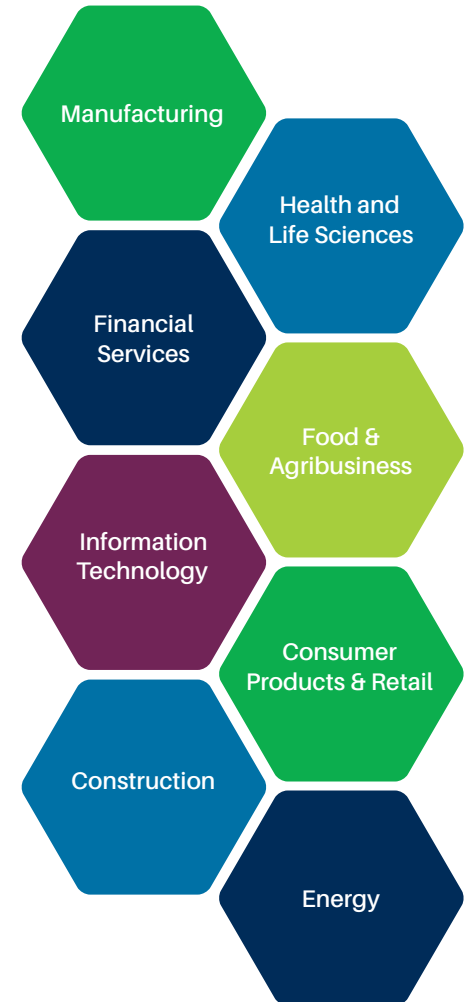 Manufacturing
Health and
Life Sciences
Financial
Services
Food &
Agribusiness
Information
Technology
Consumer
Products & Retail
Construction
Energy